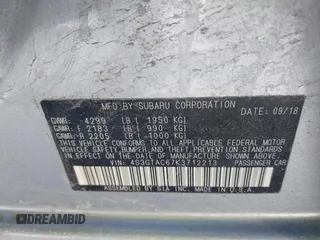 MFD. BY SUBARU CORPORATION
DATE: 09/18
GVWR: 4299 LB ( 1950 KG)
GAWR: F 2183 LB ( 990 KG)
GAWR: R 2205 LB ( 1000 KG)
THIS VEHICLE CONFORMS TO ALL APPLICABLE FEDERAL MOTOR
VEHICLE SAFETY, BUMPER, AND THEFT PREVENTION STANDARDS
IN EFFECT ON THE DATE OF MANUFACTURE SHOWN ABOVE.
VIN: 4S3GTAC67K3712213
PASSENGER CAR
ASSEMBLED BY SIA, INC. MADE IN U.S.A.
DREAMBID
dreambid.com